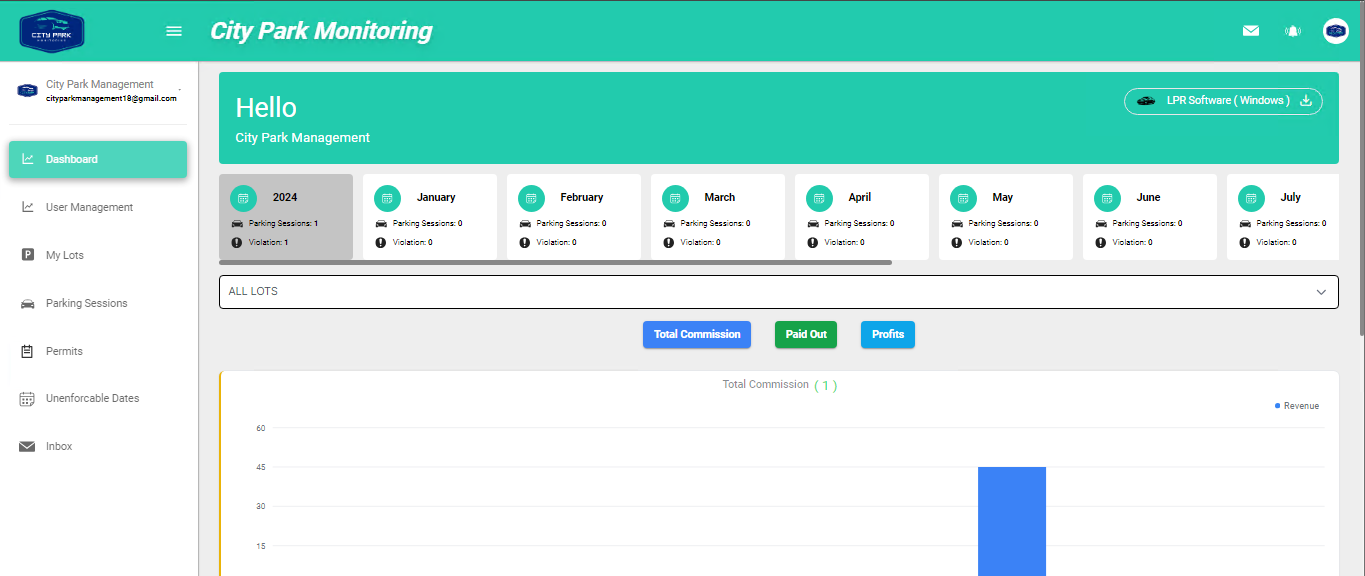 CITY PARK
City Park Monitoring
City Park Management
cityparkmanagement18@gmail.com
Dashboard
User Management
My Lots
Parking Sessions
Permits
Unenforcable Dates
Inbox
Hello
City Park Management
LPR Software ( Windows )
2024
Parking Sessions: 1
Violation: 1
January
Parking Sessions: 0
Violation: 0
February
Parking Sessions: 0
Violation: 0
March
Parking Sessions: 0
Violation: 0
April
Parking Sessions: 0
Violation: 0
May
Parking Sessions: 0
Violation: 0
June
Parking Sessions: 0
Violation: 0
July
Parking Sessions: 0
Violation: 0
ALL LOTS
Total Commission
Paid Out
Profits
Total Commission ( 1 )
Revenue
60
45
30
15